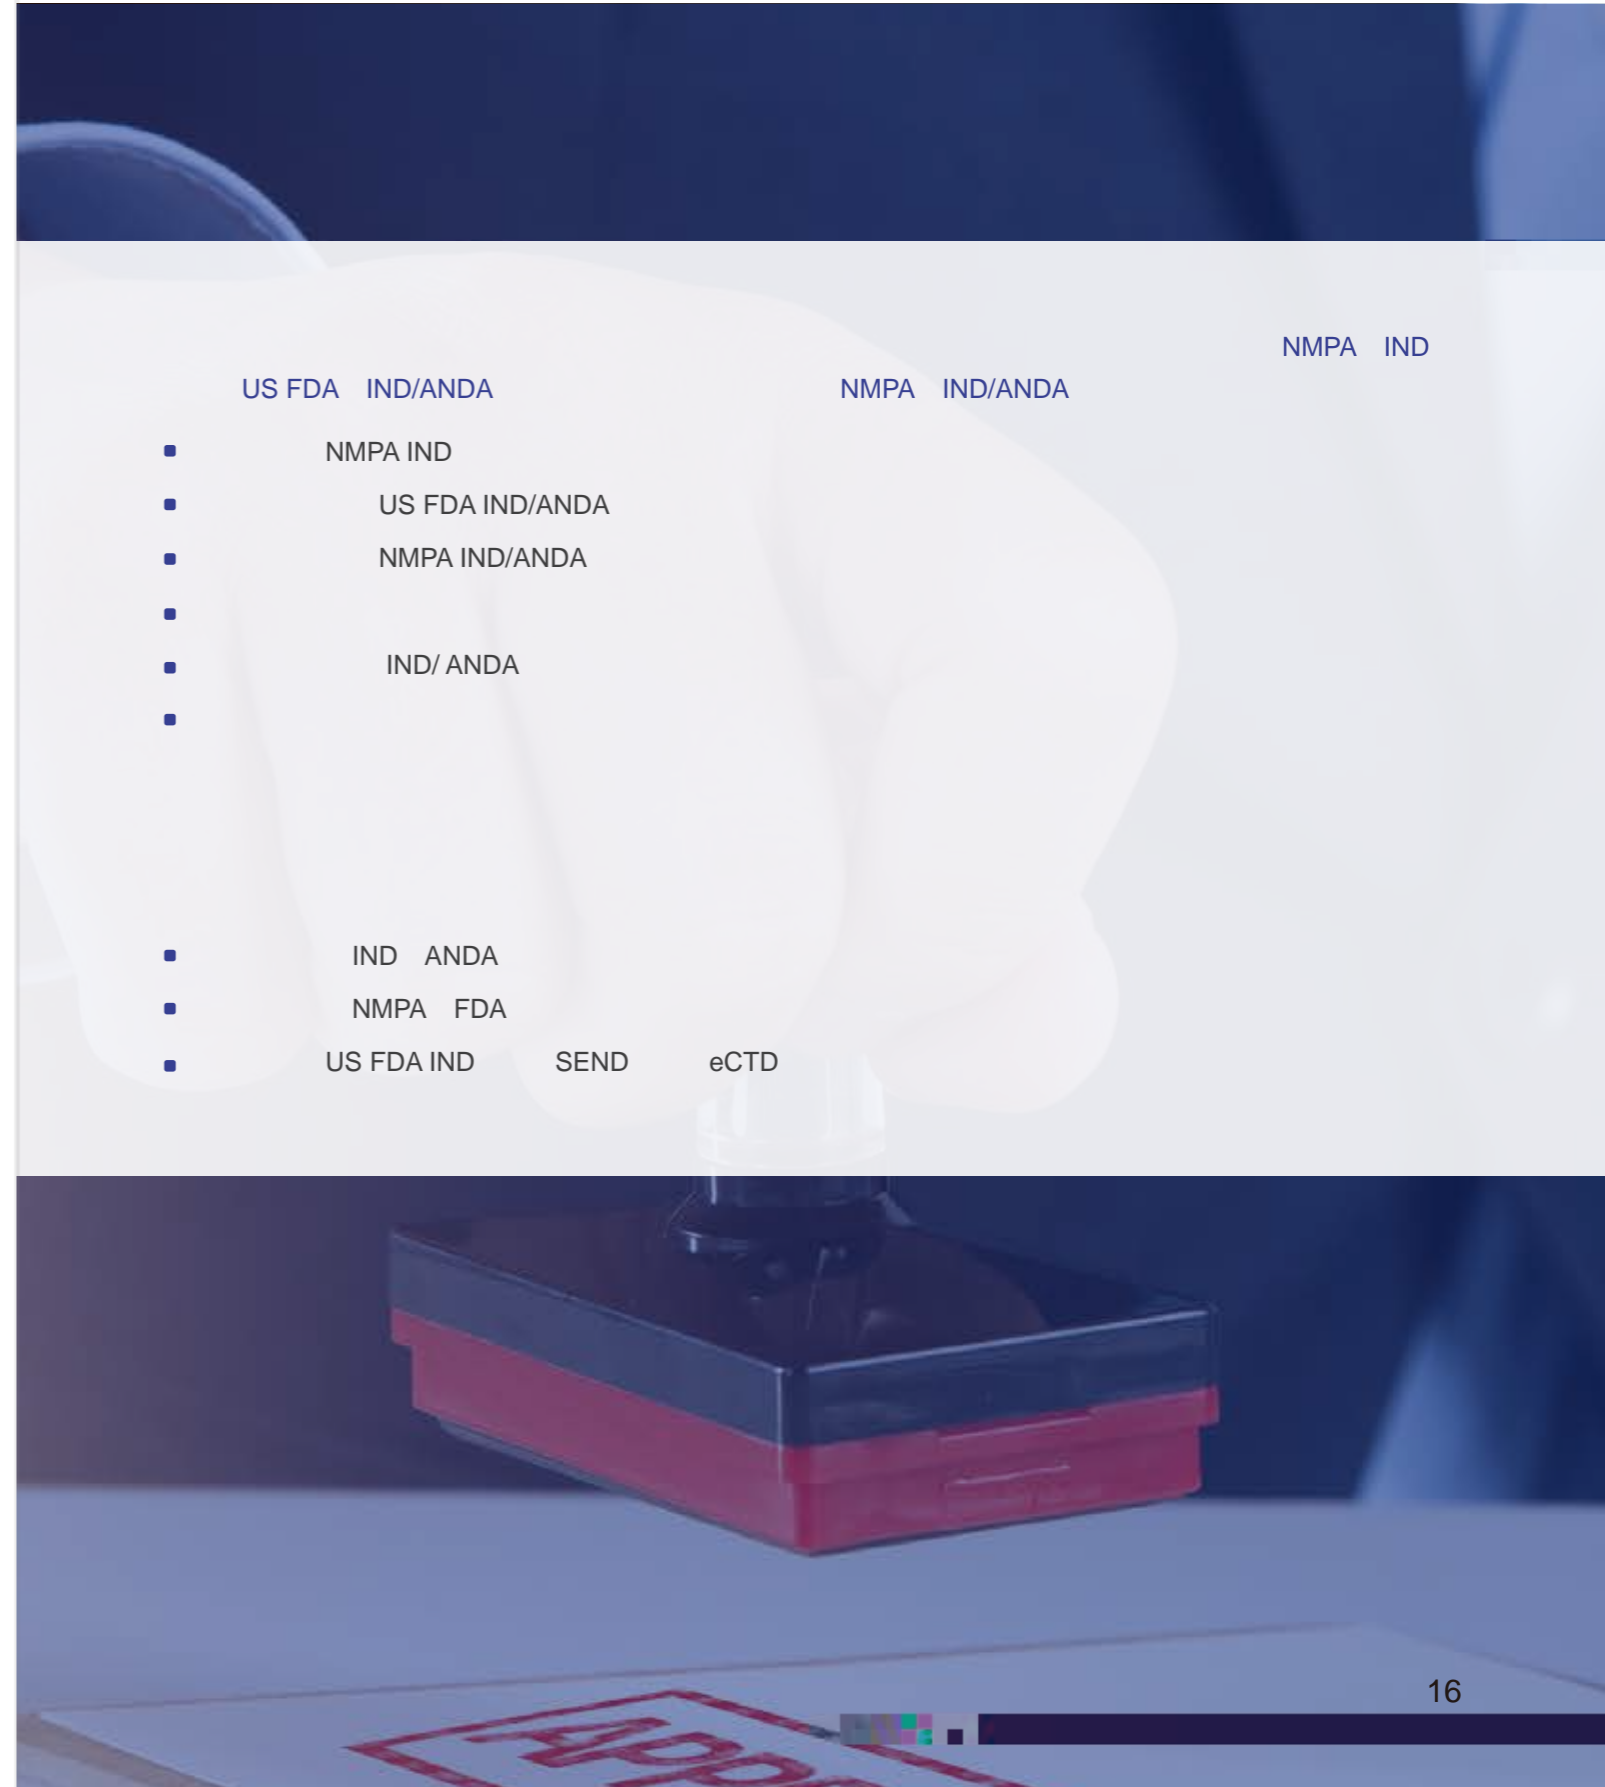 NMPA IND
US FDA IND/ANDA NMPA IND/ANDA
NMPA IND
US FDA IND/ANDA
NMPA IND/ANDA
IND/ ANDA
IND ANDA
NMPA FDA
US FDA IND SEND eCTD
16